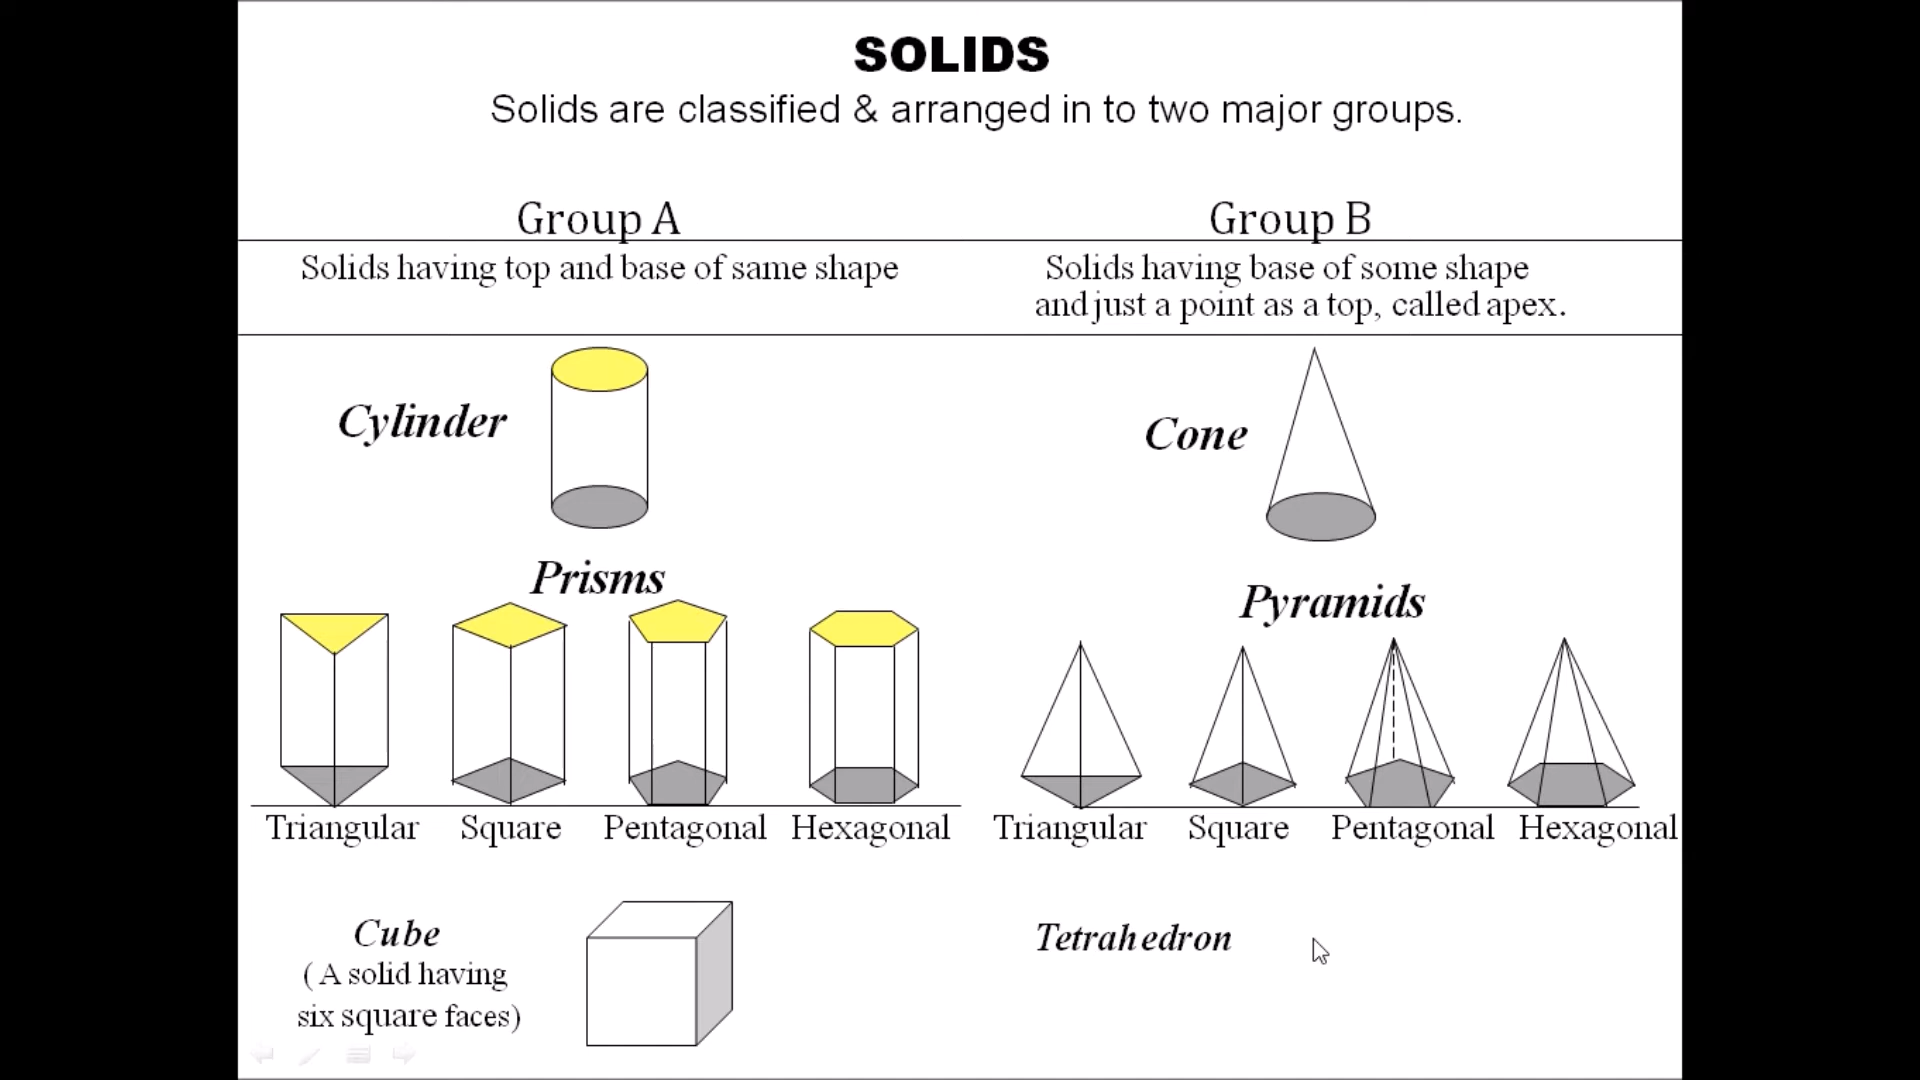 SOLIDS
Solids are classified & arranged in to two major groups.
Group A
Solids having top and base of same shape
Cylinder
Prisms
Triangular Square Pentagonal Hexagonal
Cube
( A solid having
six square faces)
Group B
Solids having base of some shape
and just a point as a top, called apex.
Cone
Pyramids
Triangular Square Pentagonal Hexagonal
Tetrahedron